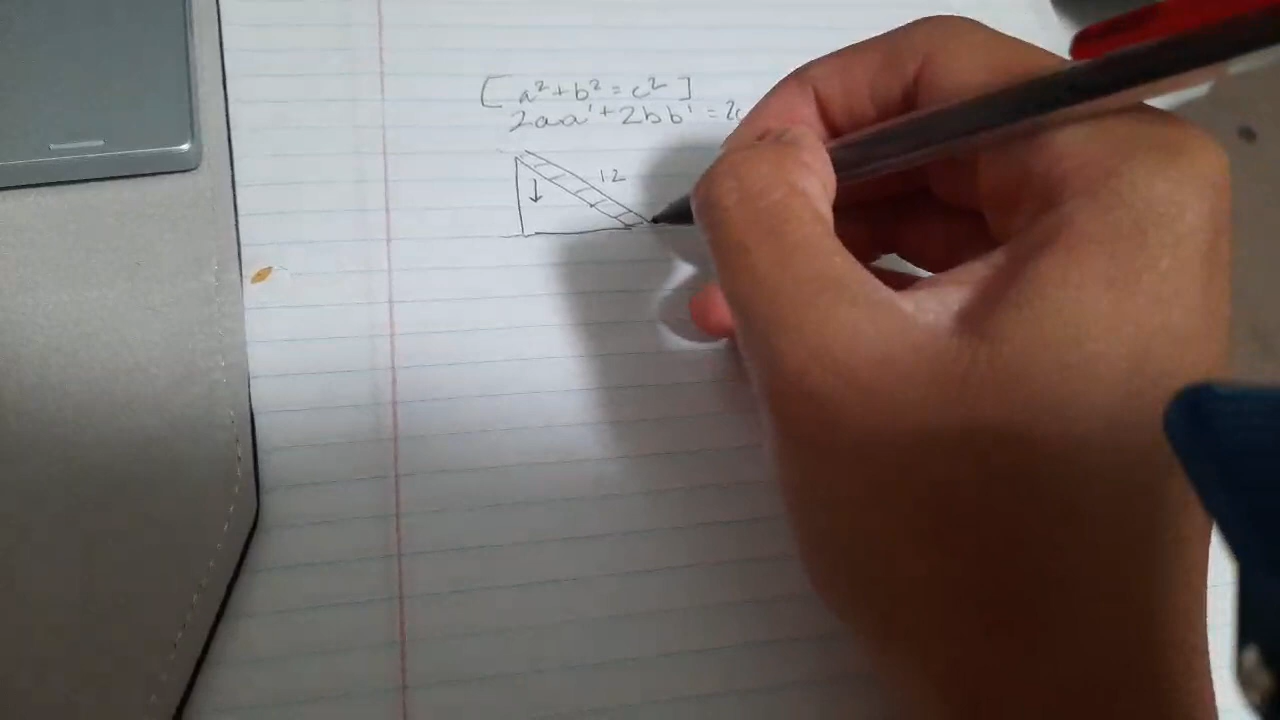 [ a² + b² = c² ]
2aa' + 2bb' = 2c
12